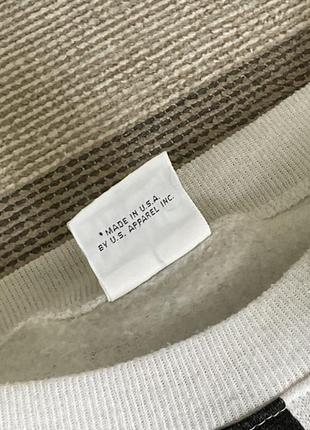 * MADE IN U.S.A.
BY U.S. APPAREL INC.